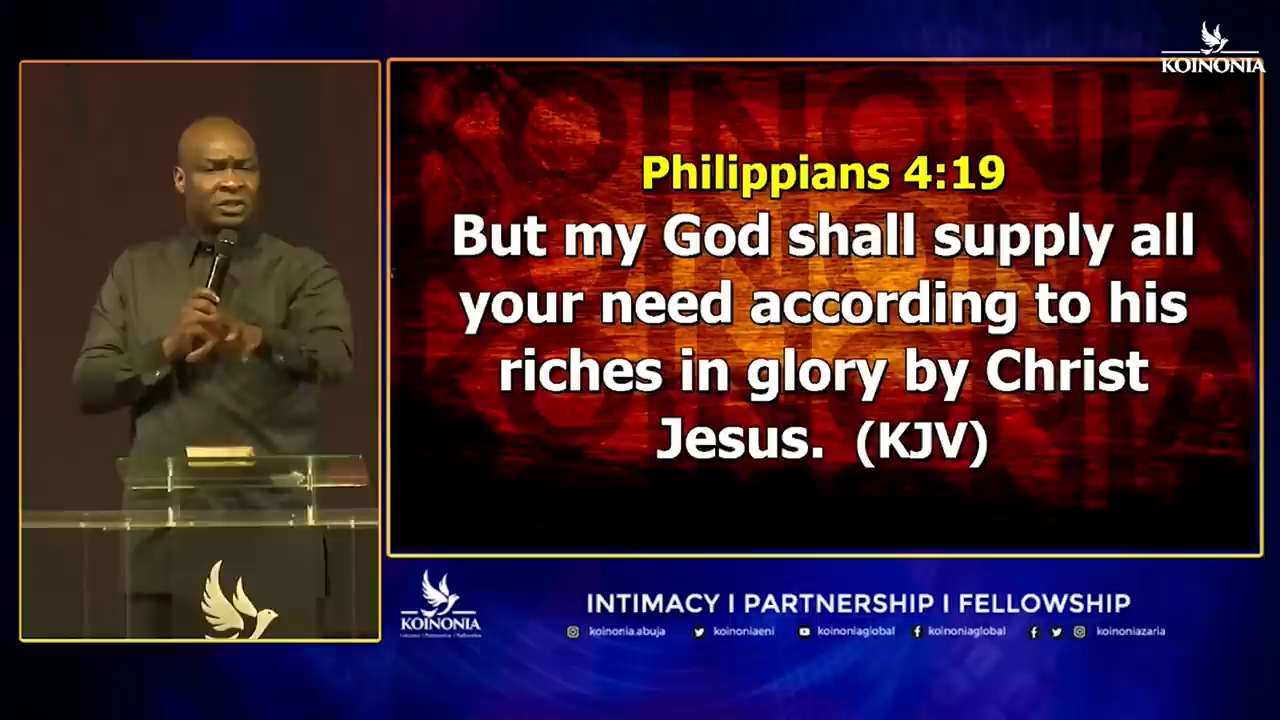 KOINONIA
Philippians 4:19
But my God shall supply all
your need according to his
riches in glory by Christ
Jesus. (KJV)
KOINONIA
INTIMACY I PARTNERSHIP I FELLOWSHIP
koinonia.abuja koinoniaeni koinoniaglobal koinoniaglobal koinoniazaria